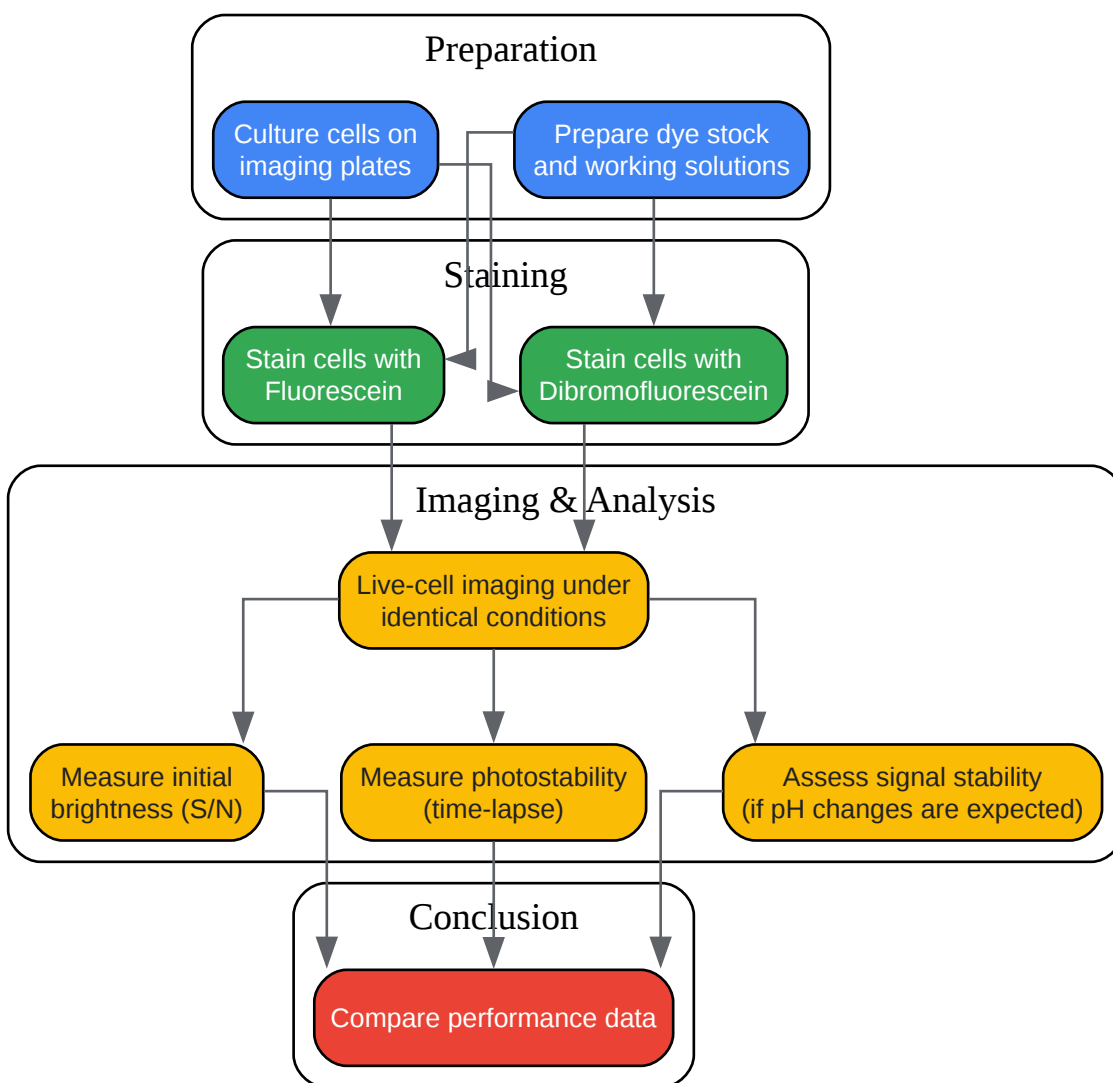 Preparation
Culture cells on
imaging plates
Prepare dye stock
and working solutions
Staining
Stain cells with
Fluorescein
Stain cells with
Dibromofluorescein
Imaging & Analysis
Live-cell imaging under
identical conditions
Measure initial
brightness (S/N)
Measure photostability
(time-lapse)
Assess signal stability
(if pH changes are expected)
Conclusion
Compare performance data